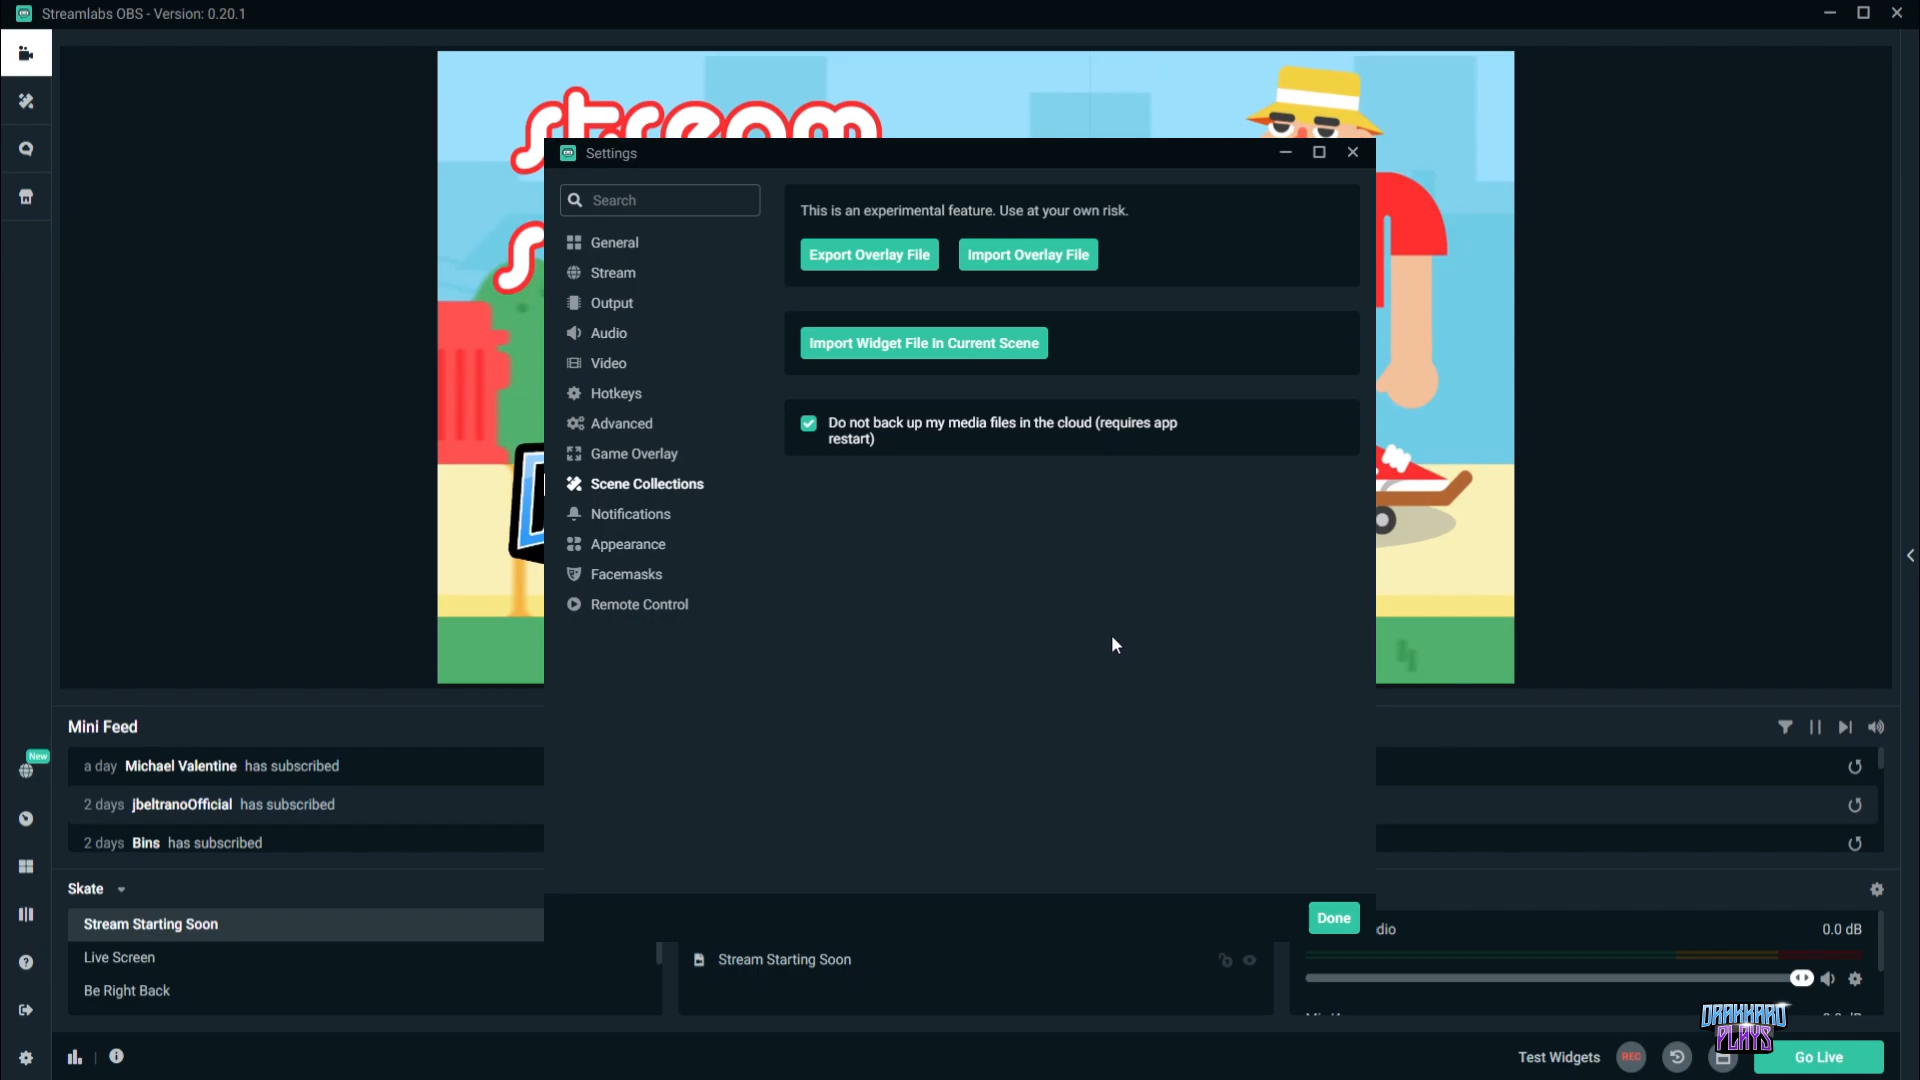 Streamlabs OBS - Version: 0.20.1
stream
Settings
Search
General
Stream
Output
Audio
Video
Hotkeys
Advanced
Game Overlay
Scene Collections
Notifications
Appearance
Facemasks
Remote Control
This is an experimental feature. Use at your own risk.
Export Overlay File
Import Overlay File
Import Widget File In Current Scene
Do not back up my media files in the cloud (requires app
restart)
Done
Mini Feed
a day Michael Valentine has subscribed
2 days jbeltranoOfficial has subscribed
2 days Bins has subscribed
New
Skate
Stream Starting Soon
Live Screen
Be Right Back
Stream Starting Soon
dio
0.0 dB
DRAKKARD
PLAYS
Test Widgets
REC
Go Live